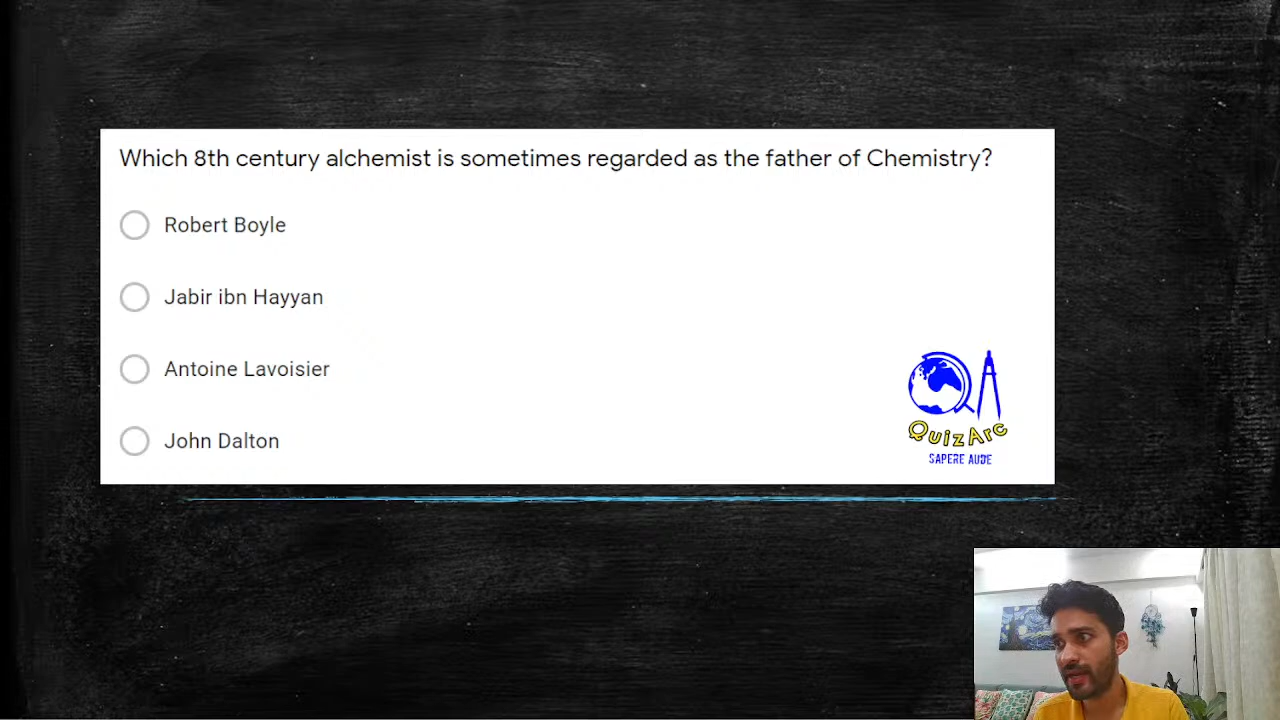 Which 8th century alchemist is sometimes regarded as the father of Chemistry?
Robert Boyle
Jabir ibn Hayyan
Antoine Lavoisier
John Dalton
QA
QuizArc
SAPERE AUDE